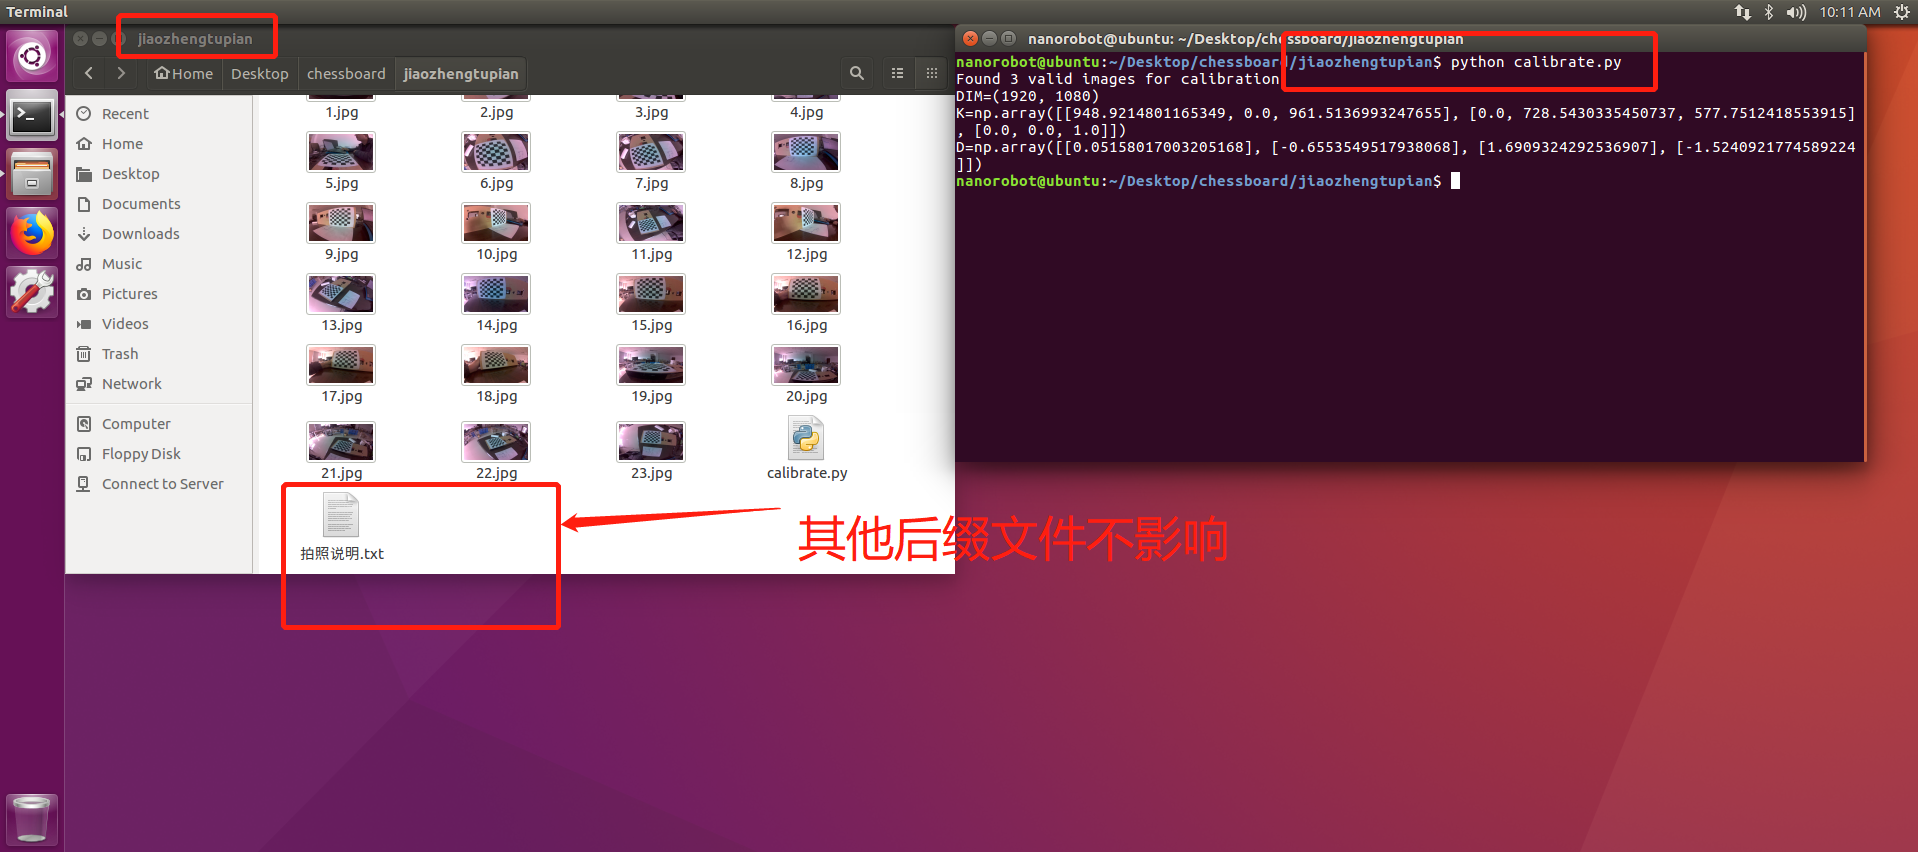 Terminal
10:11 AM
jiaozhengtupian
Home
Desktop
chessboard
jiaozhengtupian
Recent
Home
Desktop
Documents
Downloads
Music
Pictures
Videos
Trash
Network
Computer
Floppy Disk
Connect to Server
1.jpg
2.jpg
3.jpg
4.jpg
5.jpg
6.jpg
7.jpg
8.jpg
9.jpg
10.jpg
11.jpg
12.jpg
13.jpg
14.jpg
15.jpg
16.jpg
17.jpg
18.jpg
19.jpg
20.jpg
21.jpg
22.jpg
23.jpg
calibrate.py
拍照说明.txt
其他后缀文件不影响
nanorobot@ubuntu: ~/Desktop/chessboard/jiaozhengtupian
nanorobot@ubuntu:~/Desktop/chessboard/jiaozhengtupian$ python calibrate.py
Found 3 valid images for calibration
DIM=(1920, 1080)
K=np.array([[948.9214801165349, 0.0, 961.5136993247655], [0.0, 728.5430335450737, 577.7512418553915]
, [0.0, 0.0, 1.0]])
D=np.array([[0.05158017003205168], [-0.6553549517938068], [1.6909324292536907], [-1.5240921774589224
]])
nanorobot@ubuntu:~/Desktop/chessboard/jiaozhengtupian$